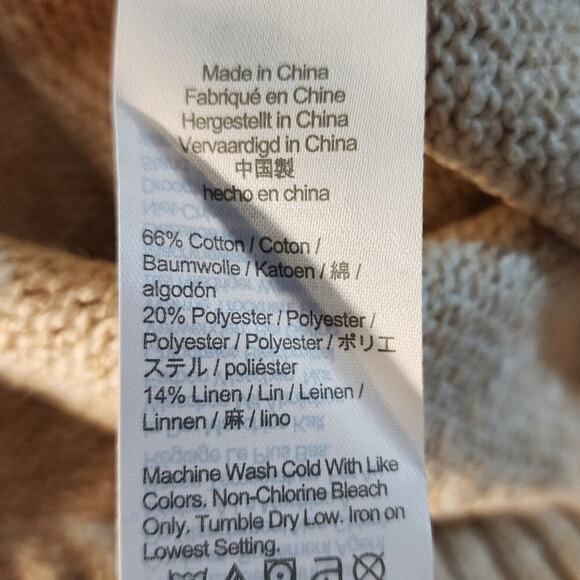 Made in China
Fabriqué en Chine
Hergestellt in China
Vervaardigd in China
中国製
hecho en china
66% Cotton / Coton /
Baumwolle / Katoen / 綿 /
algodón
20% Polyester / Polyester /
Polyester / Polyester / ポリエ
ステル / poliéster
14% Linen / Lin / Leinen /
Linnen / 麻 / lino
Machine Wash Cold With Like
Colors. Non-Chlorine Bleach
Only. Tumble Dry Low. Iron on
Lowest Setting.